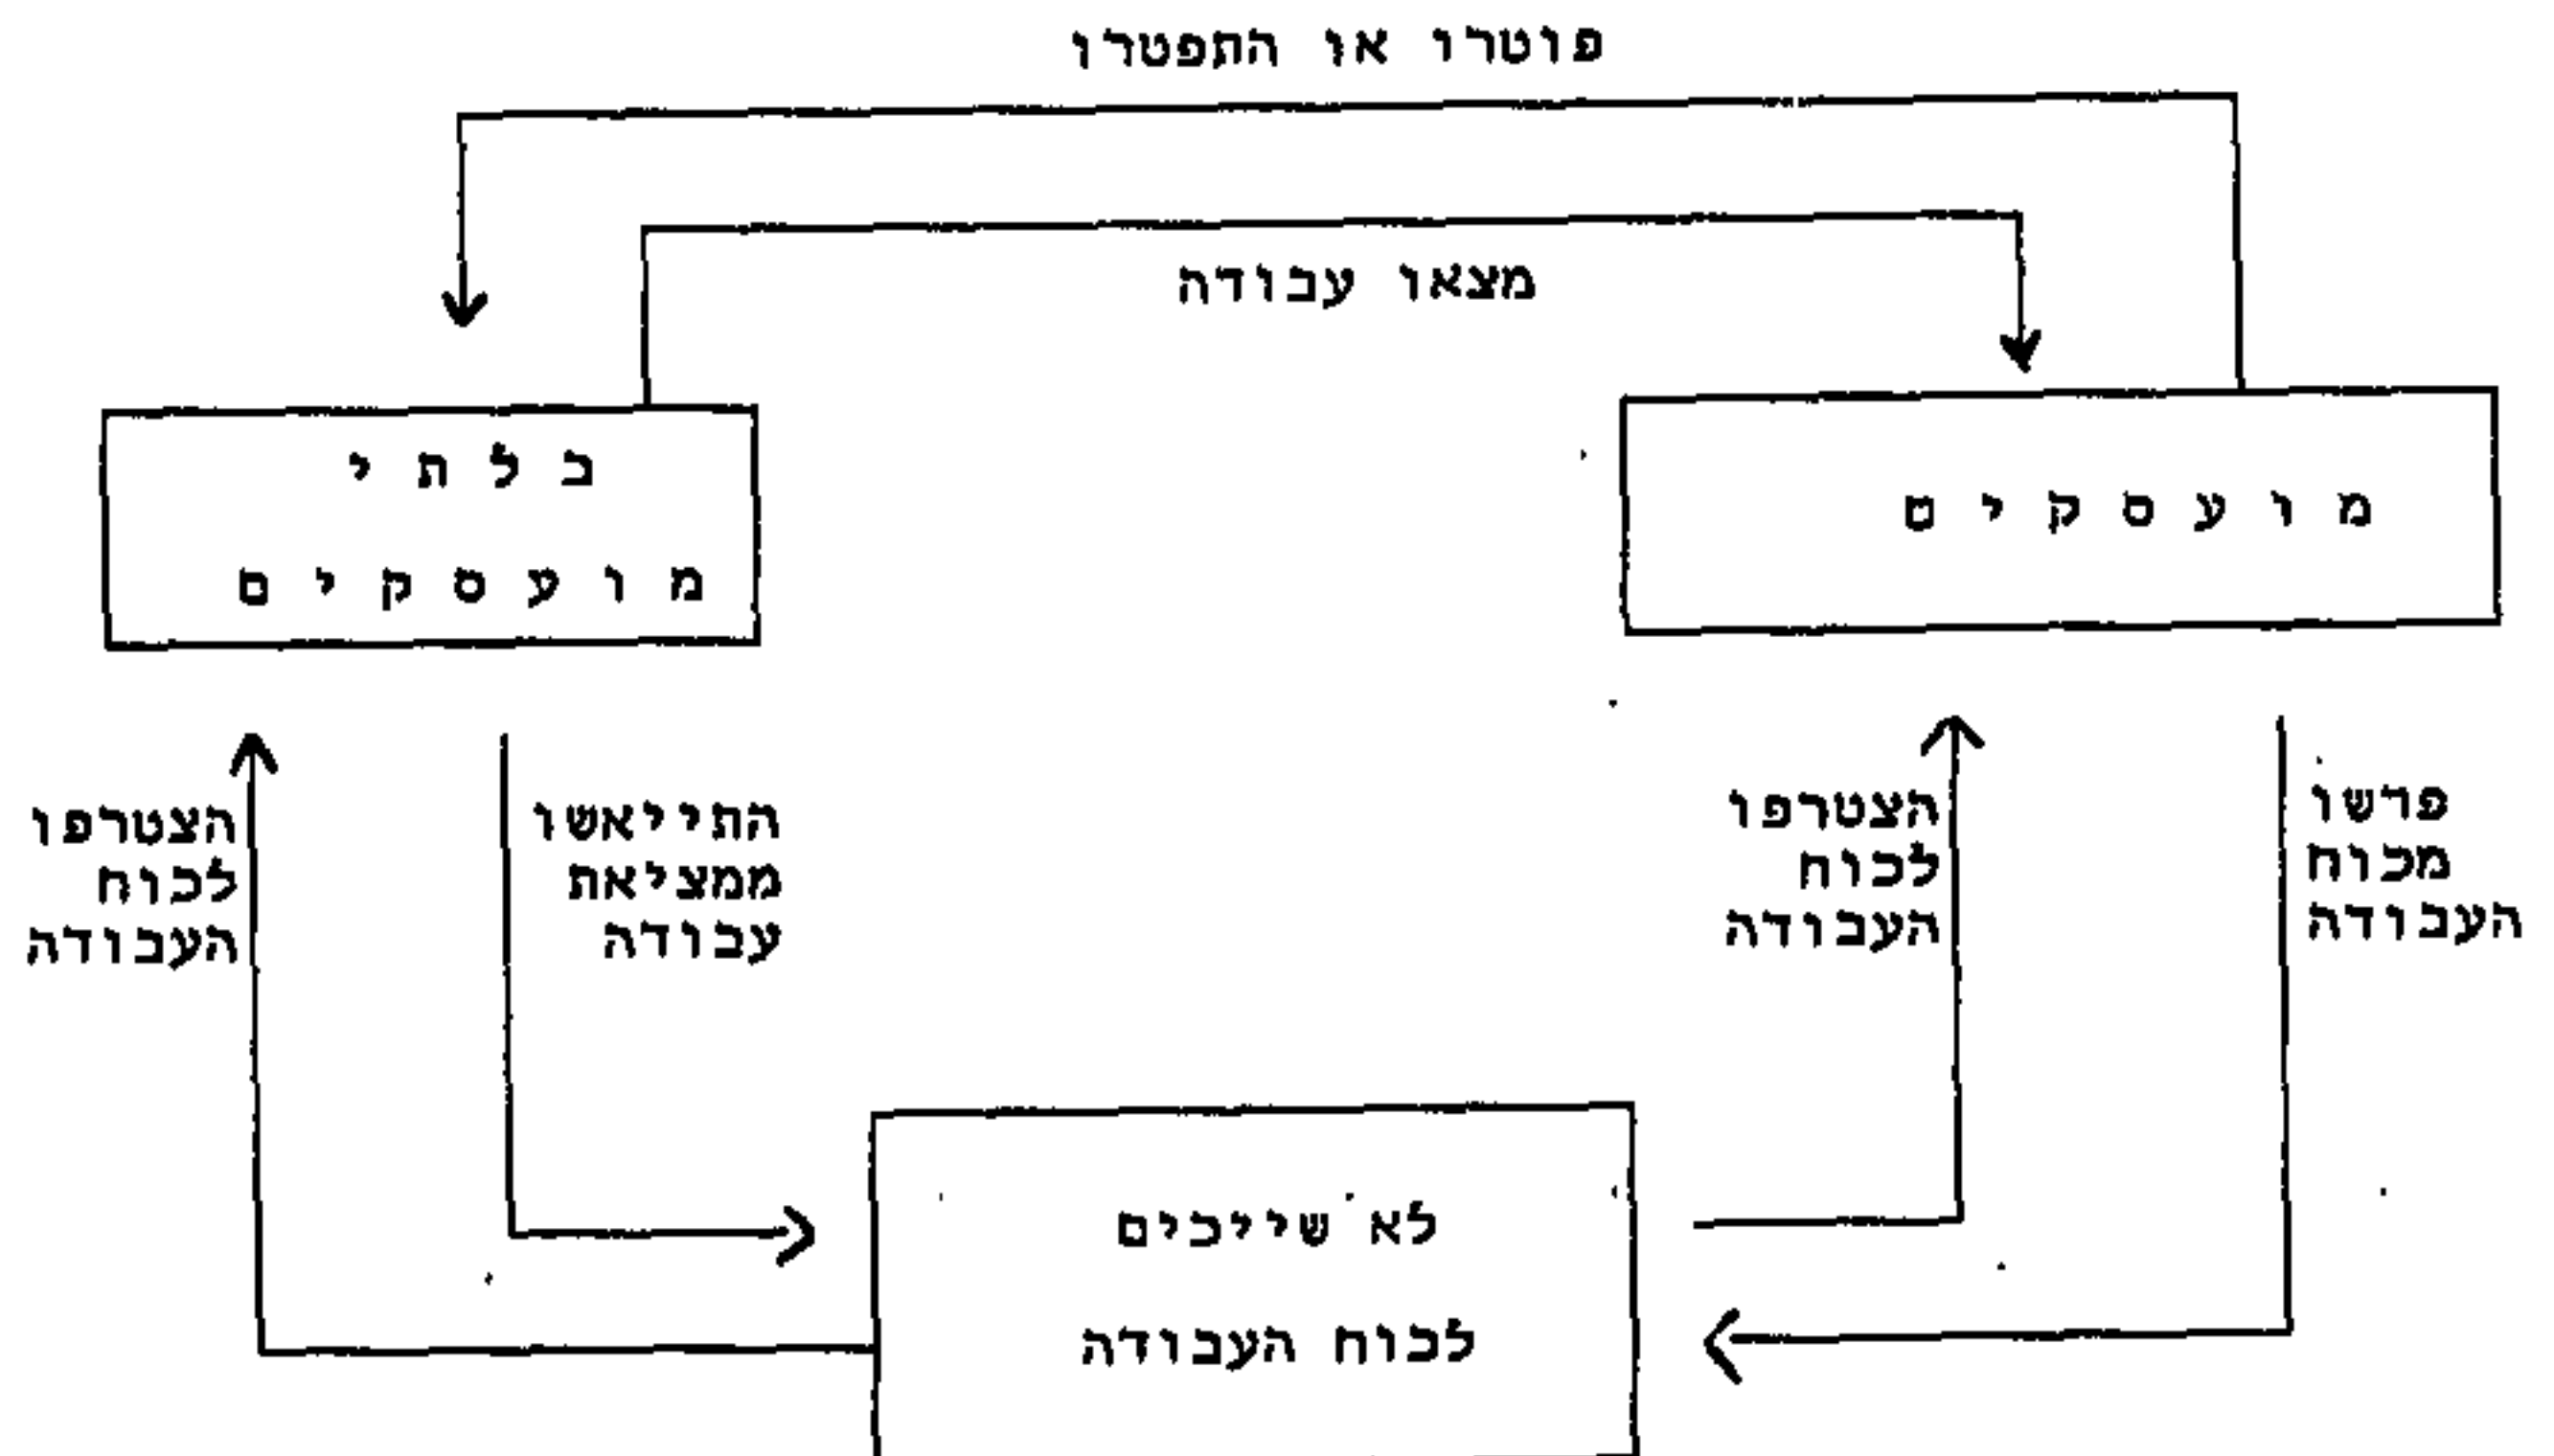 פוטרו או התפטרו
מצאו עבודה
מועסקים
בלתי
מועסקים
פרשו
מכוח
העבודה
הצטרפו
לכוח
העבודה
התייאשו
ממציאת
עבודה
הצטרפו
לכוח
העבודה
לא שייכים
לכוח העבודה